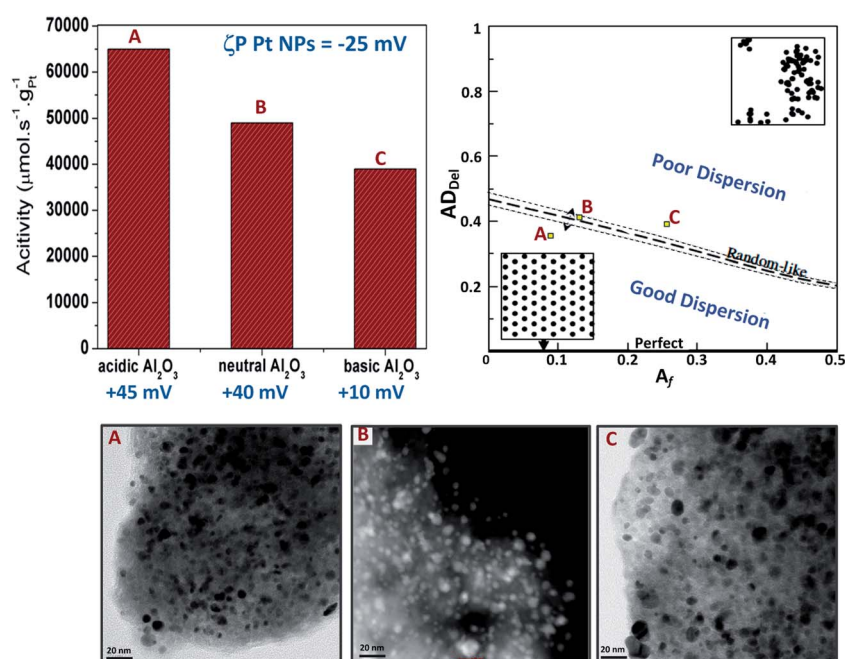 70000
60000
50000
40000
30000
20000
10000
0
Acitivity (μmol.s⁻¹.g⁻¹Pt)
ζP Pt NPs = -25 mV
A
B
C
acidic Al₂O₃
neutral Al₂O₃
basic Al₂O₃
+45 mV
+40 mV
+10 mV
1
0.8
0.6
0.4
0.2
AD_Del
Poor Dispersion
A
B
C
Random-like
Good Dispersion
Perfect
0
0.1
0.2
0.3
0.4
0.5
A_f
A
20 nm
B
20 nm
C
20 nm